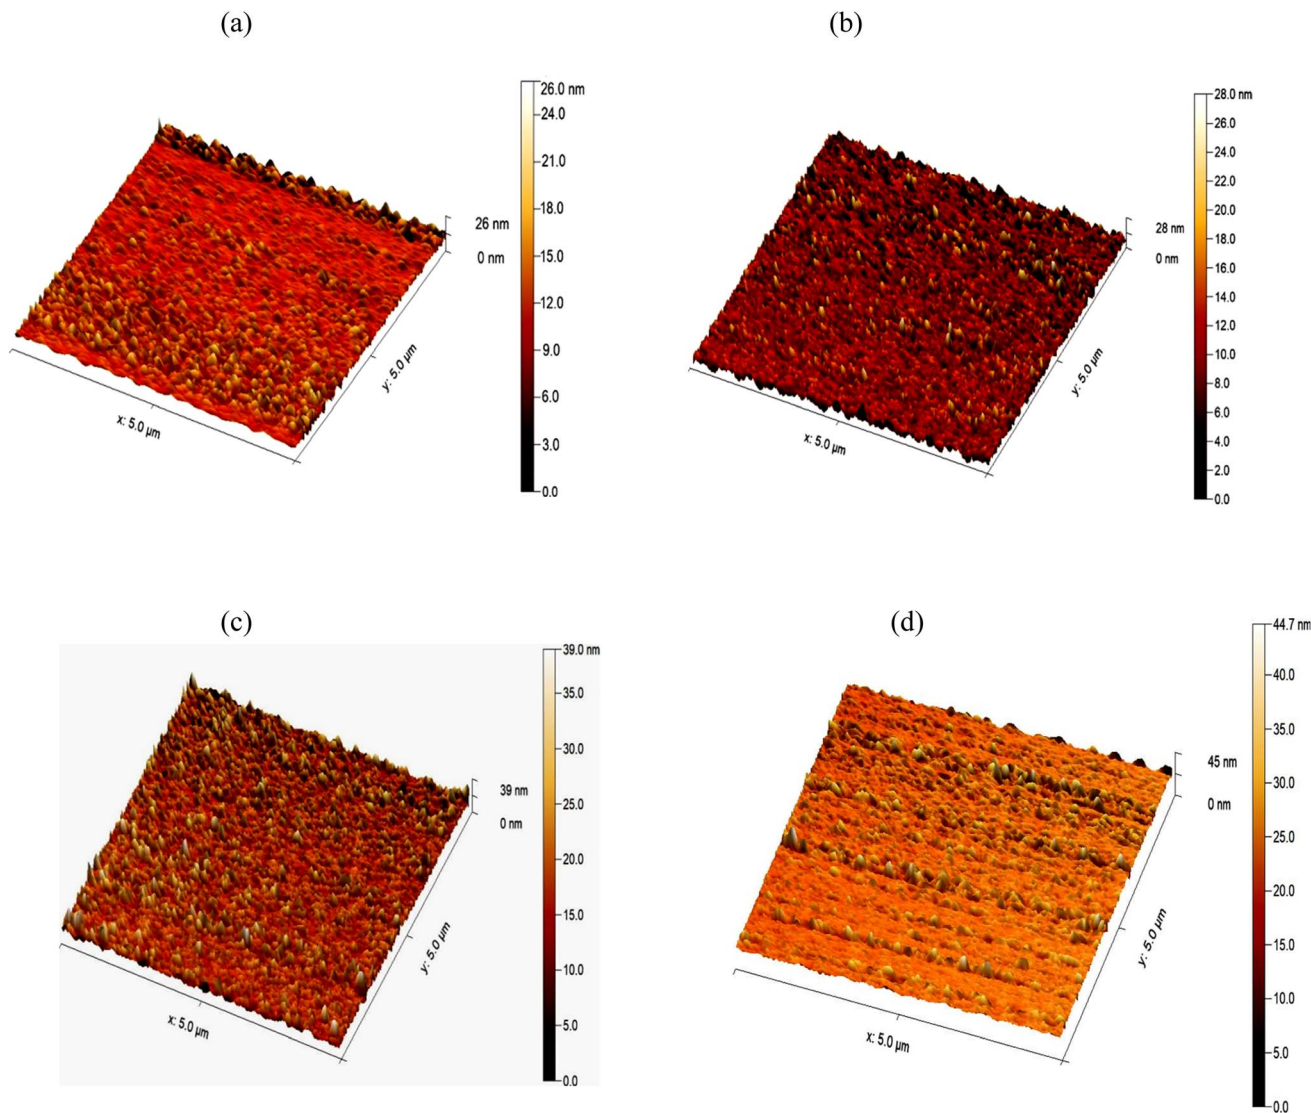 (a)
26.0 nm
24.0
21.0
18.0
15.0
12.0
9.0
6.0
3.0
0.0
26 nm
0 nm
x: 5.0 µm
y: 5.0 µm
(b)
28.0 nm
26.0
24.0
22.0
20.0
18.0
16.0
14.0
12.0
10.0
8.0
6.0
4.0
2.0
0.0
28 nm
0 nm
x: 5.0 µm
y: 5.0 µm
(c)
39.0 nm
35.0
30.0
25.0
20.0
15.0
10.0
5.0
0.0
39 nm
0 nm
x: 5.0 µm
y: 5.0 µm
(d)
44.7 nm
40.0
35.0
30.0
25.0
20.0
15.0
10.0
5.0
0.0
45 nm
0 nm
x: 5.0 µm
y: 5.0 µm